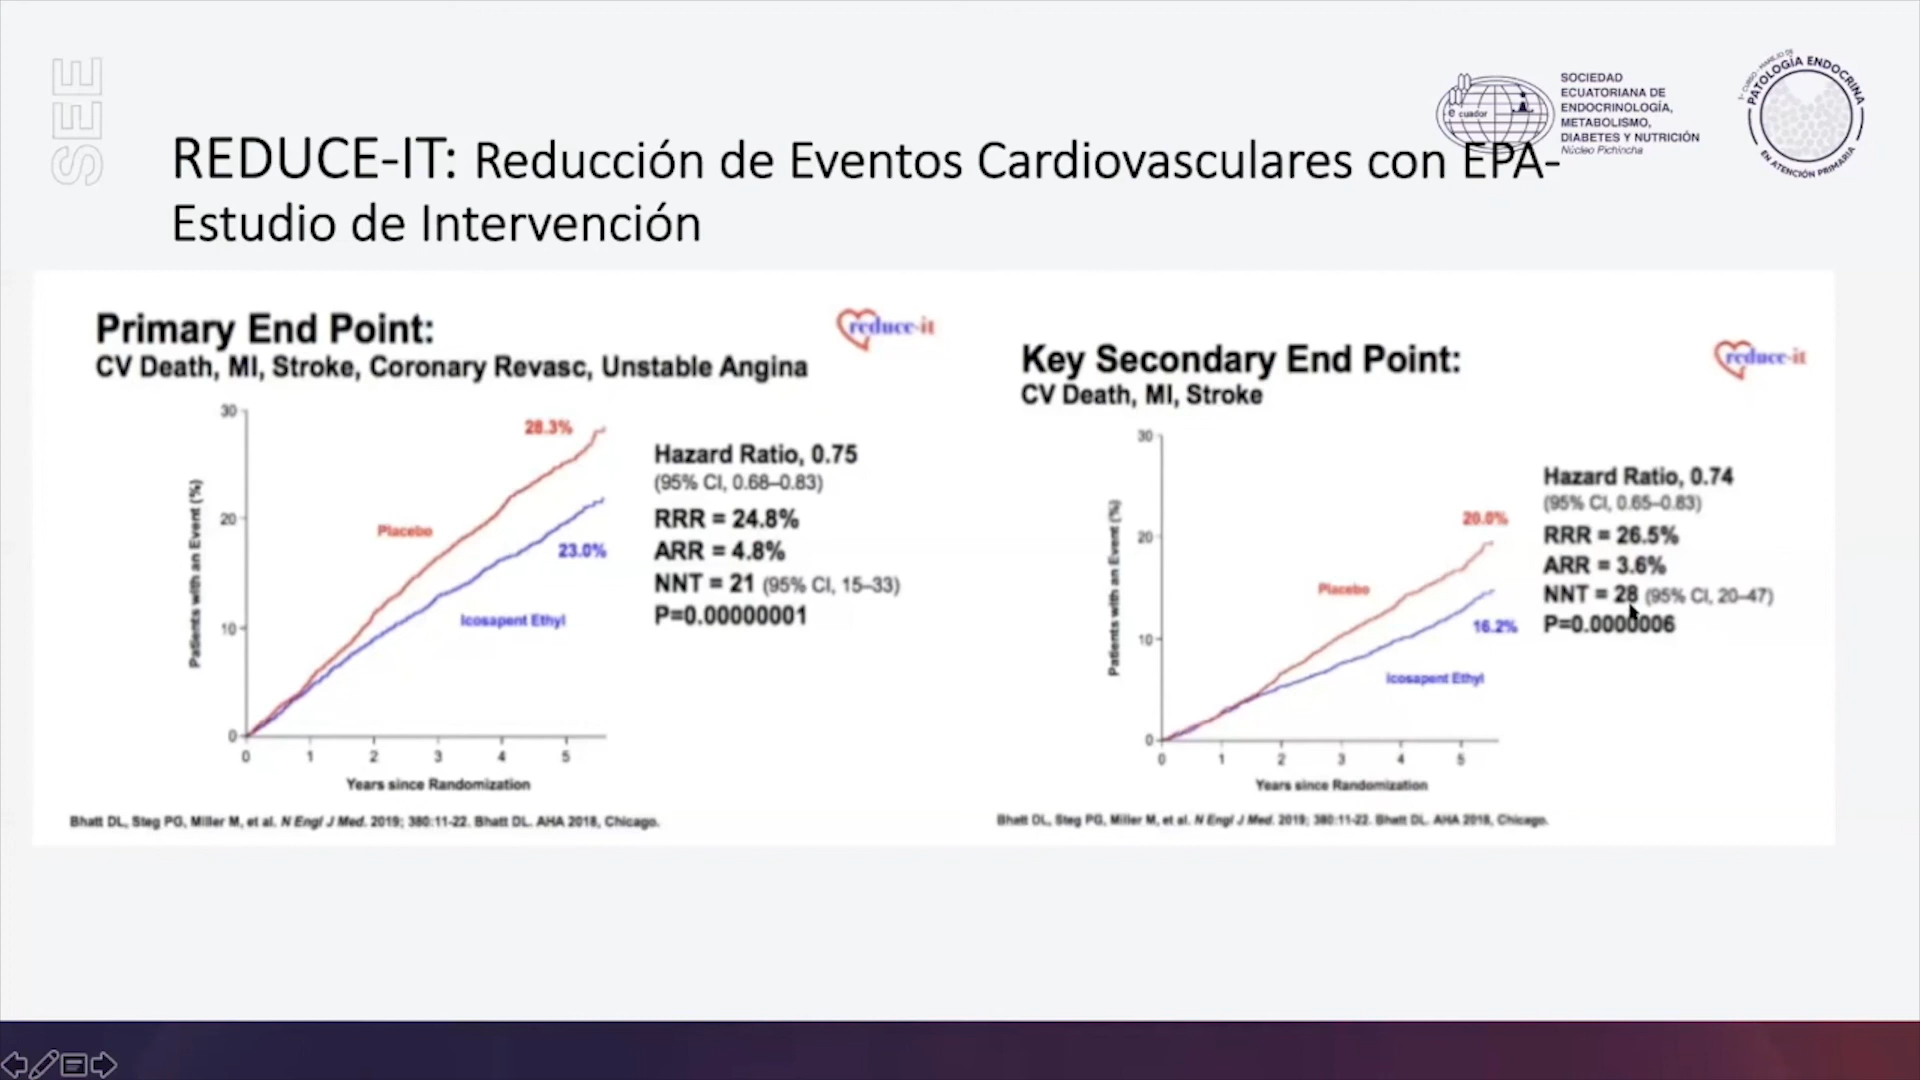 SEE
e cuador
SOCIEDAD
ECUATORIANA DE
ENDOCRINOLOGÍA,
METABOLISMO,
DIABETES Y NUTRICIÓN
Núcleo Pichincha
1er CURSO - MANEJO DE
PATOLOGÍA ENDOCRINA
EN ATENCIÓN PRIMARIA
REDUCE-IT: Reducción de Eventos Cardiovasculares con EPA-
Estudio de Intervención
Primary End Point:
CV Death, MI, Stroke, Coronary Revasc, Unstable Angina
reduce-it
30
20
10
0
Patients with an Event (%)
28.3%
Placebo
23.0%
Icosapent Ethyl
0 1 2 3 4 5
Years since Randomization
Hazard Ratio, 0.75
(95% CI, 0.68–0.83)
RRR = 24.8%
ARR = 4.8%
NNT = 21 (95% CI, 15–33)
P=0.00000001
Bhatt DL, Steg PG, Miller M, et al. N Engl J Med. 2019; 380:11-22. Bhatt DL. AHA 2018, Chicago.
Key Secondary End Point:
CV Death, MI, Stroke
reduce-it
30
20
10
0
Patients with an Event (%)
20.0%
Placebo
16.2%
Icosapent Ethyl
0 1 2 3 4 5
Years since Randomization
Hazard Ratio, 0.74
(95% CI, 0.65–0.83)
RRR = 26.5%
ARR = 3.6%
NNT = 28 (95% CI, 20–47)
P=0.0000006
Bhatt DL, Steg PG, Miller M, et al. N Engl J Med. 2019; 380:11-22. Bhatt DL. AHA 2018, Chicago.